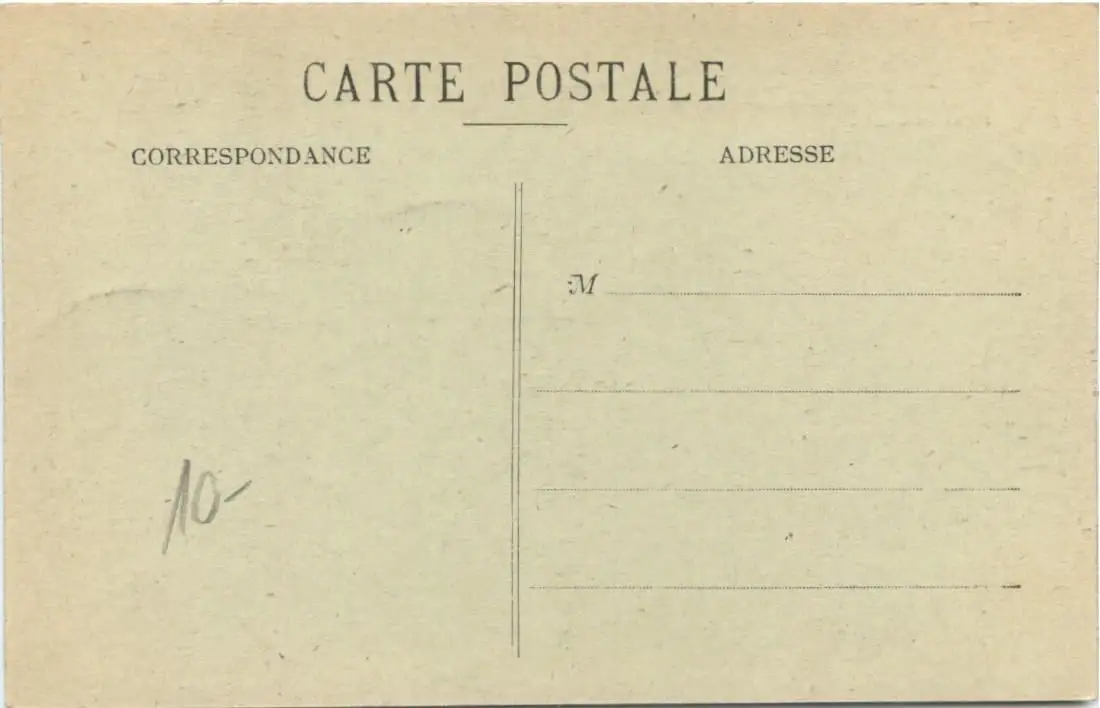 CARTE POSTALE
CORRESPONDANCE
ADRESSE
M
10-